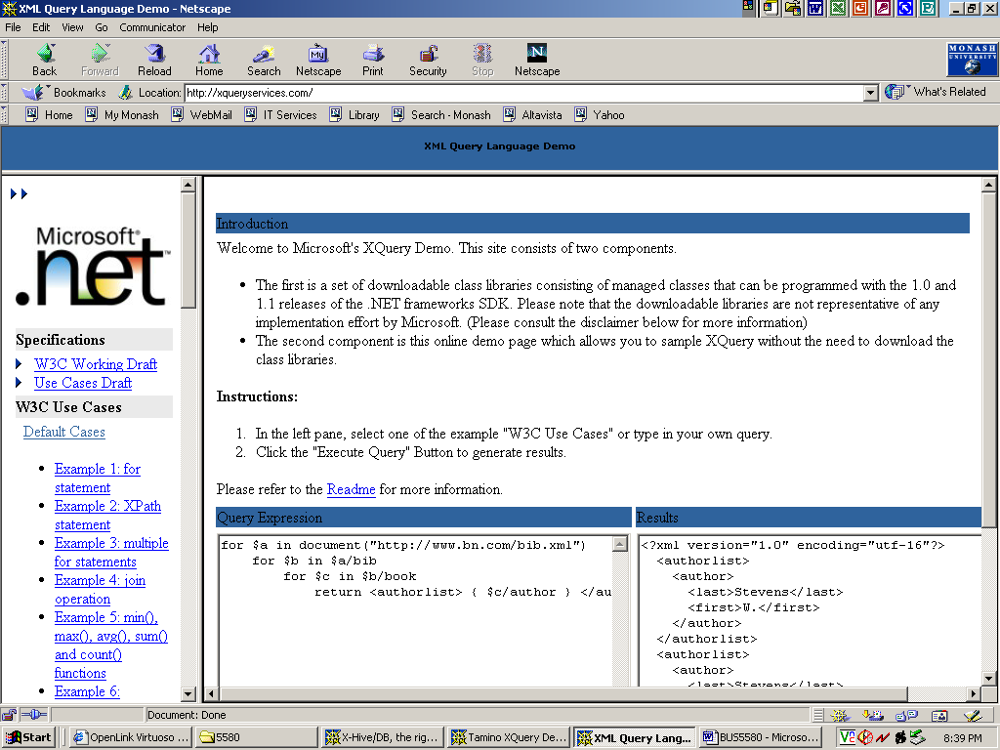 XML Query Language Demo - Netscape
File Edit View Go Communicator Help
Back Forward Reload Home Search Netscape Print Security Stop Netscape
My
N
MONASH
UNIVERSITY
Bookmarks Location: http://xqueryservices.com/ What's Related
Home My Monash WebMail IT Services Library Search - Monash Altavista Yahoo
XML Query Language Demo
Microsoft®
.net™
Specifications
W3C Working Draft
Use Cases Draft
W3C Use Cases
Default Cases
Example 1: for
statement
Example 2: XPath
statement
Example 3: multiple
for statements
Example 4: join
operation
Example 5: min(),
max(), avg(), sum()
and count()
functions
Example 6:
Introduction
Welcome to Microsoft's XQuery Demo. This site consists of two components.
• The first is a set of downloadable class libraries consisting of managed classes that can be programmed with the 1.0 and
1.1 releases of the .NET frameworks SDK. Please note that the downloadable libraries are not representative of any
implementation effort by Microsoft. (Please consult the disclaimer below for more information)
• The second component is this online demo page which allows you to sample XQuery without the need to download the
class libraries.
Instructions:
1. In the left pane, select one of the example "W3C Use Cases" or type in your own query.
2. Click the "Execute Query" Button to generate results.
Please refer to the Readme for more information.
Query Expression
for $a in document("http://www.bn.com/bib.xml")
for $b in $a/bib
for $c in $b/book
return <authorlist> { $c/author } </au
Results
<?xml version="1.0" encoding="utf-16"?>
<authorlist>
<author>
<last>Stevens</last>
<first>W.</first>
</author>
</authorlist>
<authorlist>
<author>
<last>Stevens</last>
Document: Done
Start OpenLink Virtuoso ... 5580 X-Hive/DB, the rig... Tamino XQuery De... XML Query Lang... BUS5580 - Microso... 8:39 PM